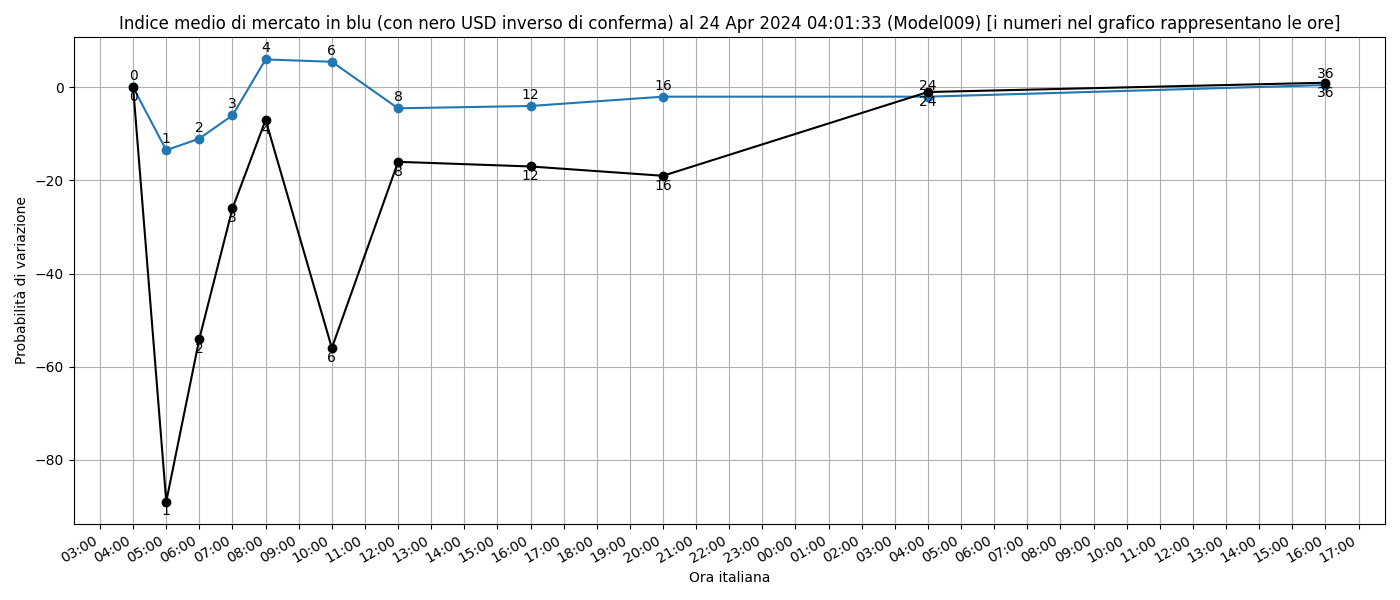 Indice medio di mercato in blu (con nero USD inverso di conferma) al 24 Apr 2024 04:01:33 (Model009) [i numeri nel grafico rappresentano le ore]
Probabilità di variazione
0
−20
−40
−60
−80
0 1 2 3 4 6 8 12 16 24 36
0 1 2 3 4 6 8 12 16 24 36
03:00 04:00 05:00 06:00 07:00 08:00 09:00 10:00 11:00 12:00 13:00 14:00 15:00 16:00 17:00 18:00 19:00 20:00 21:00 22:00 23:00 00:00 01:00 02:00 03:00 04:00 05:00 06:00 07:00 08:00 09:00 10:00 11:00 12:00 13:00 14:00 15:00 16:00 17:00
Ora italiana